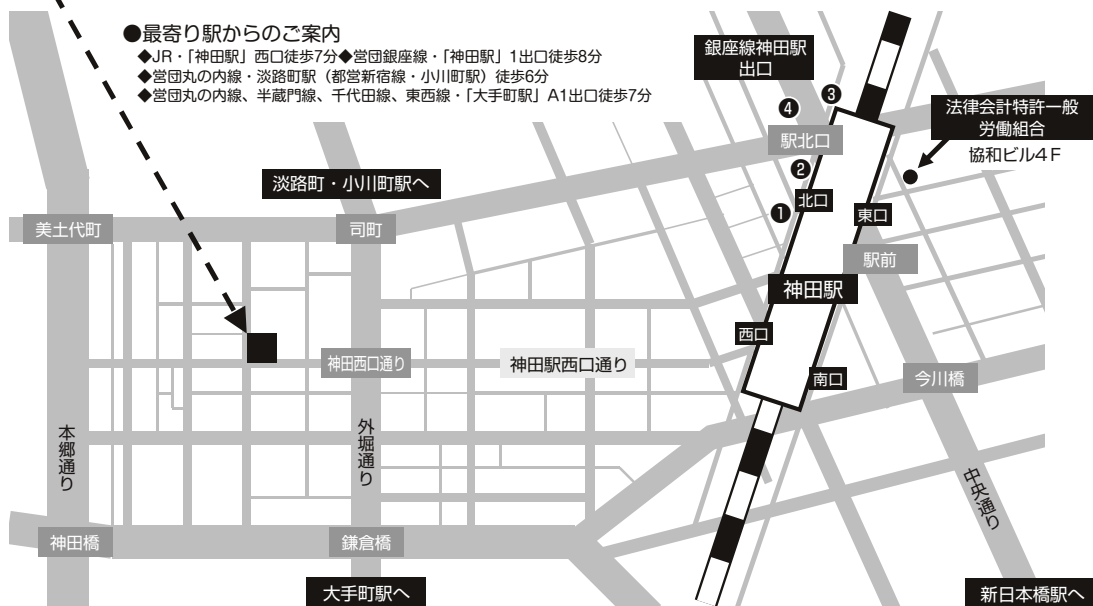 ●最寄り駅からのご案内
◆JR・「神田駅」西口徒歩7分◆営団銀座線・「神田駅」1出口徒歩8分
◆営団丸の内線・淡路町駅（都営新宿線・小川町駅）徒歩6分
◆営団丸の内線、半蔵門線、千代田線、東西線・「大手町駅」A1出口徒歩7分
銀座線神田駅
出口
❸
❹
法律会計特許一般
労働組合
協和ビル4F
駅北口
❷
淡路町・小川町駅へ
北口
❶
東口
美土代町
司町
駅前
神田駅
西口
神田西口通り
神田駅西口通り
南口
今川橋
本郷通り
外堀通り
中央通り
神田橋
鎌倉橋
大手町駅へ
新日本橋駅へ